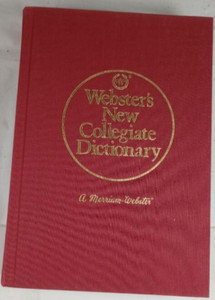 Webster's
New
Collegiate
Dictionary
a Merriam-Webster